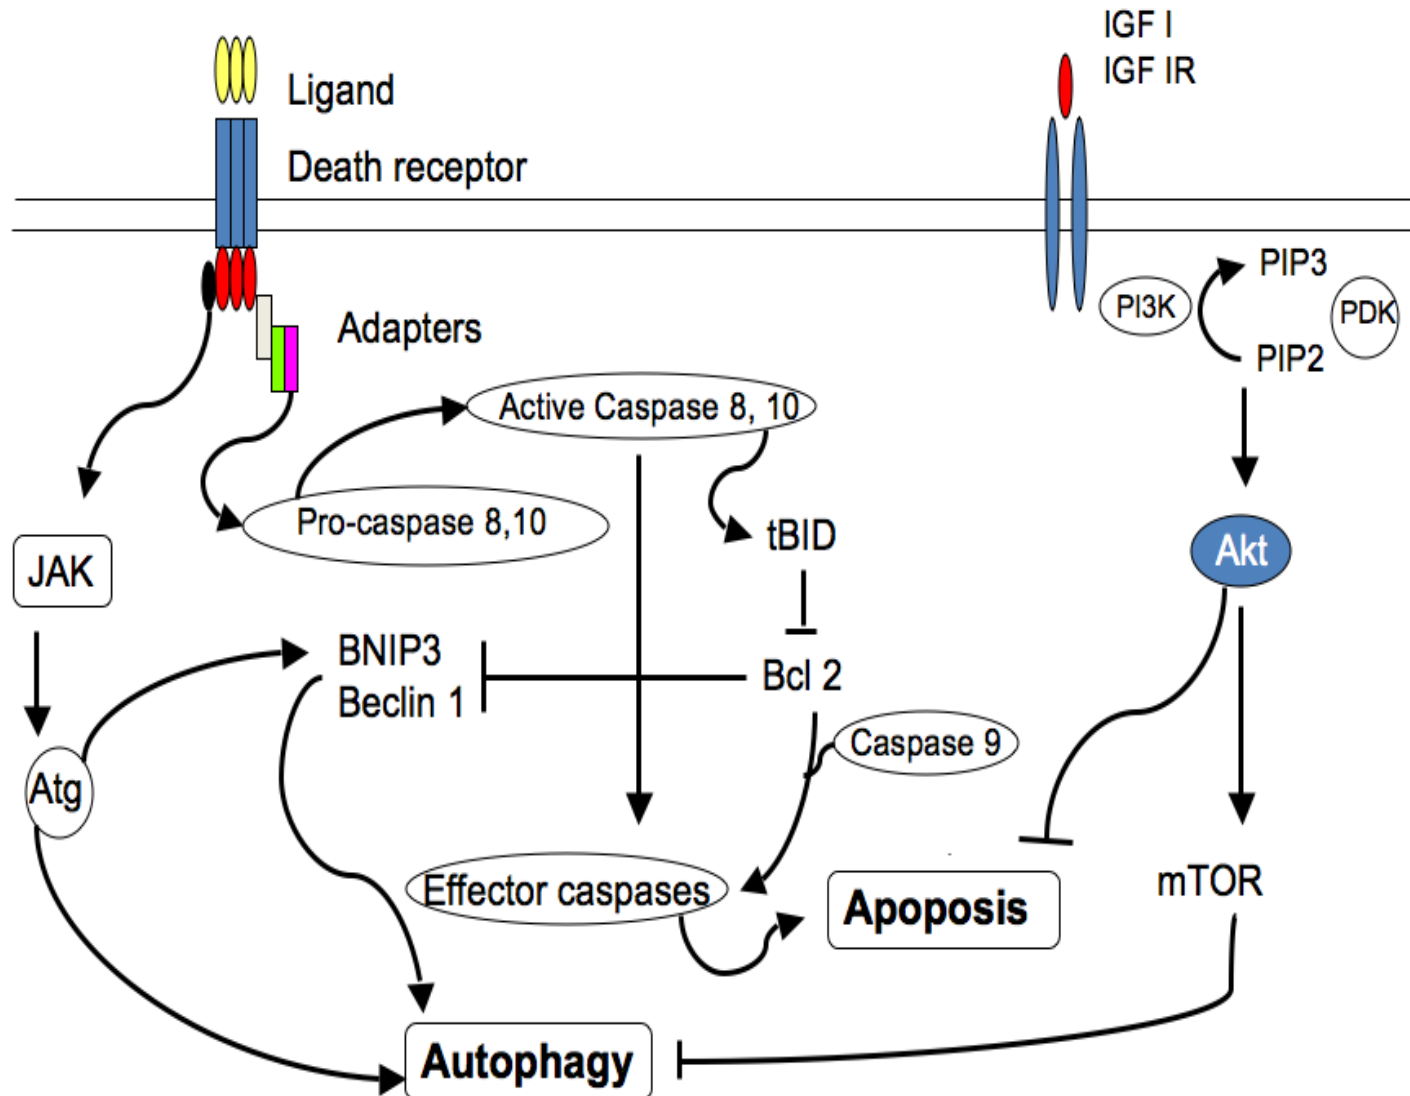 IGF I
IGF IR
Ligand
Death receptor
PIP3
PI3K
PDK
PIP2
Adapters
Active Caspase 8, 10
Pro-caspase 8,10
tBID
Akt
JAK
BNIP3
Beclin 1
Bcl 2
Caspase 9
Atg
Effector caspases
Apoposis
mTOR
Autophagy